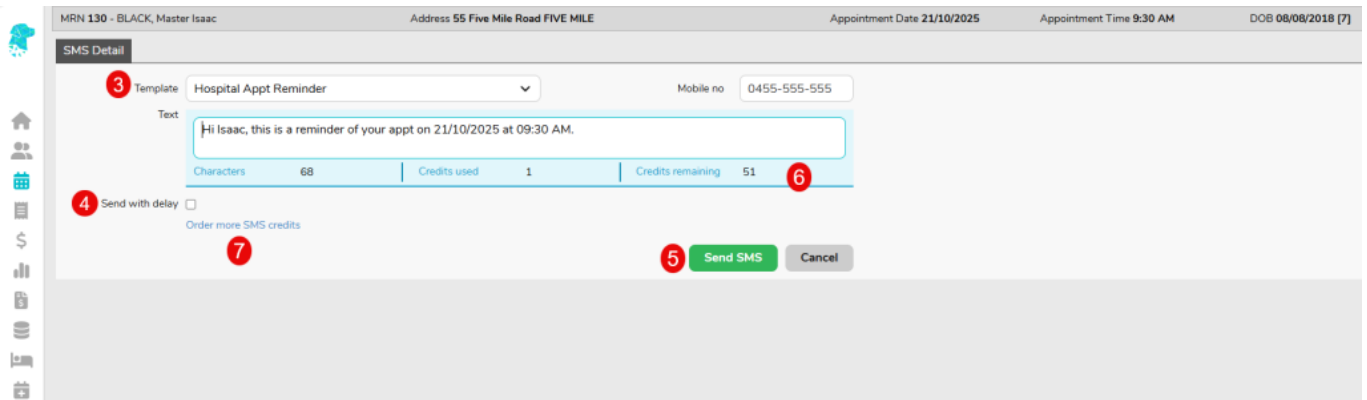 MRN 130 - BLACK, Master Isaac Address 55 Five Mile Road FIVE MILE Appointment Date 21/10/2025 Appointment Time 9:30 AM DOB 08/08/2018 [7]
SMS Detail
3 Template Hospital Appt Reminder Mobile no 0455-555-555
Text
Hi Isaac, this is a reminder of your appt on 21/10/2025 at 09:30 AM.
Characters 68 Credits used 1 Credits remaining 51 6
4 Send with delay
Order more SMS credits
7
5 Send SMS Cancel